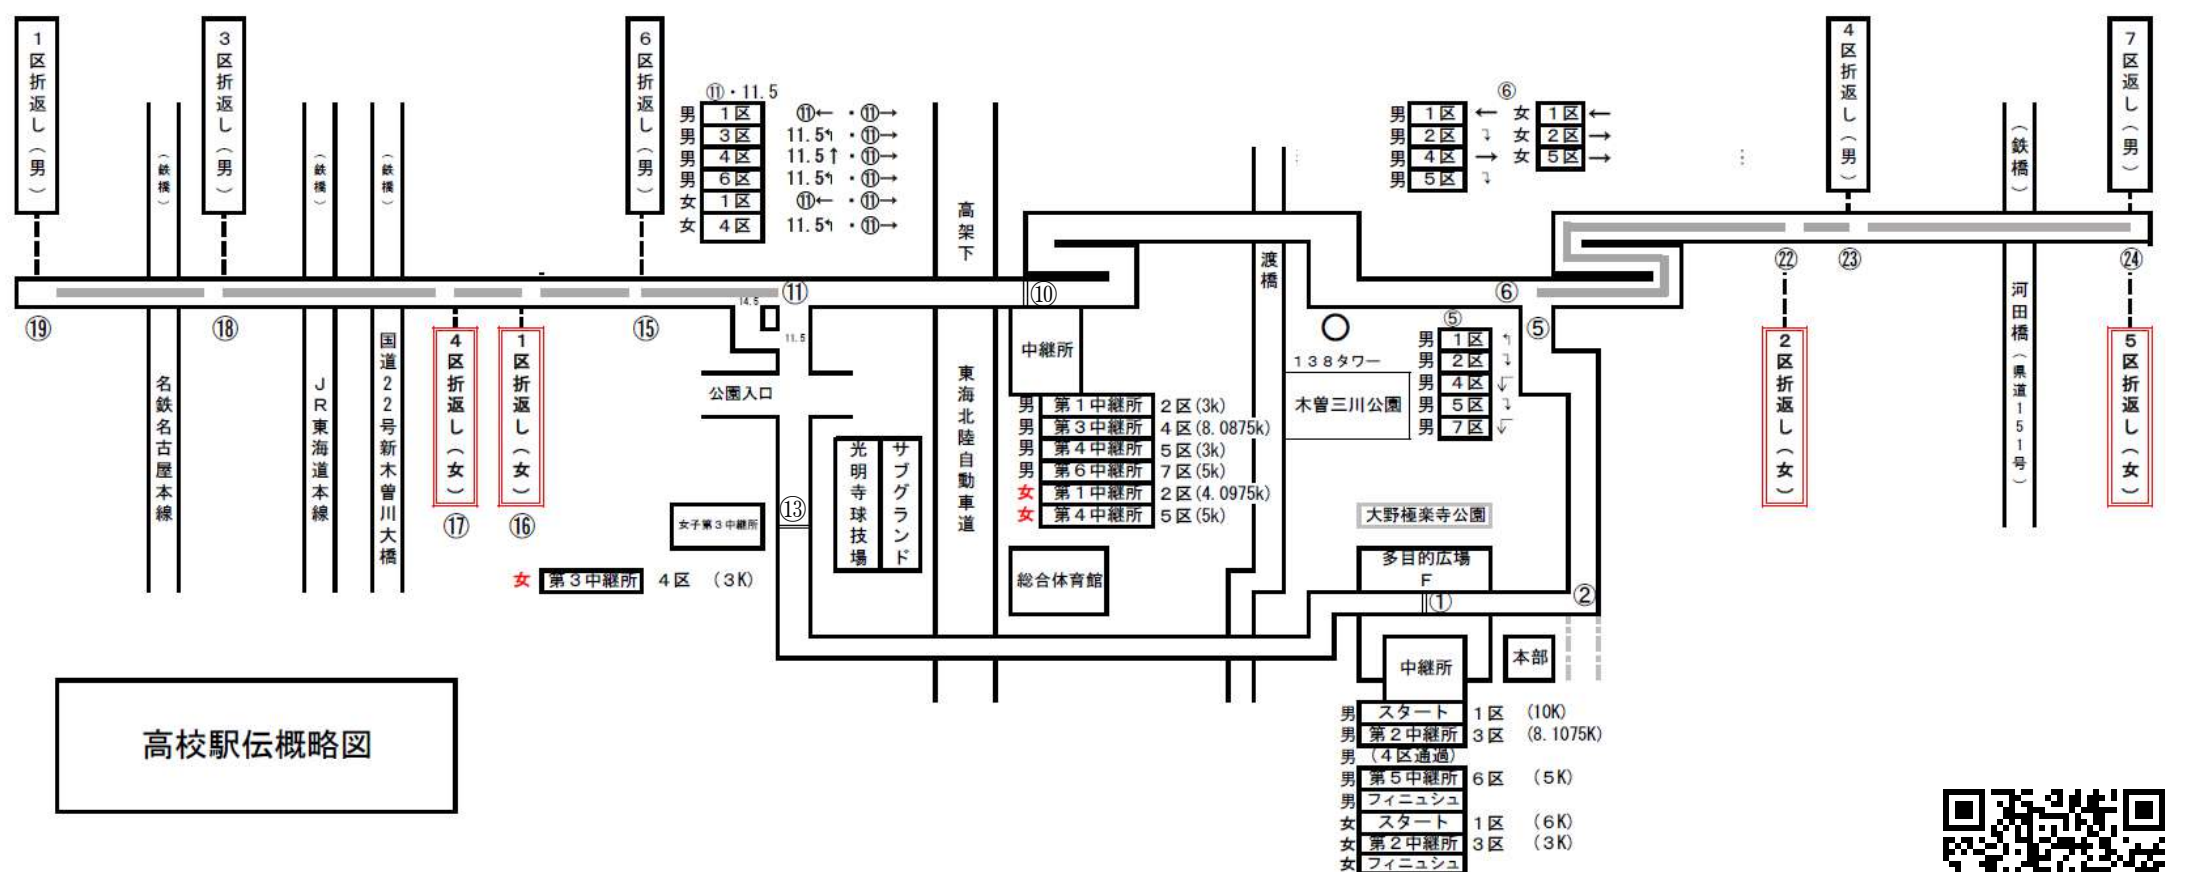 1区折返し(男)
3区折返し(男)
6区折返し(男)
4区折返し(男)
7区返し(男)
(鉄橋)
(鉄橋)
(鉄橋)
(鉄橋)
⑪・11.5
男 1区 ⑪← ・⑪→
男 3区 11.5↰ ・⑪→
男 4区 11.5↑ ・⑪→
男 6区 11.5↰ ・⑪→
女 1区 ⑪← ・⑪→
女 4区 11.5↰ ・⑪→
⑥
男 1区 ← 女 1区 ←
男 2区 ⤵ 女 2区 →
男 4区 → 女 5区 →
男 5区 ⤵
高架下
渡橋
⑲
⑱
⑮
14.5
⑪
11.5
⑩
⑥
⑤
㉒
㉓
㉔
名鉄名古屋本線
JR東海道本線
国道22号新木曽川大橋
4区折返し(女)
⑰
1区折返し(女)
⑯
公園入口
東海北陸自動車道
中継所
男 第1中継所 2区(3k)
男 第3中継所 4区(8.0875k)
男 第4中継所 5区(3k)
男 第6中継所 7区(5k)
女 第1中継所 2区(4.0975k)
女 第4中継所 5区(5k)
138タワー
木曽三川公園
⑤
男 1区 ↰
男 2区 ⤵
男 4区
男 5区 ⤵
男 7区
2区折返し(女)
河田橋(県道151号)
5区折返し(女)
光明寺球技場
サブグランド
女子第3中継所
⑬
女 第3中継所 4区 (3K)
総合体育館
大野極楽寺公園
多目的広場
F
①
②
中継所
本部
男 スタート 1区 (10K)
男 第2中継所 3区 (8.1075K)
男 (4区通過)
男 第5中継所 6区 (5K)
男 フィニュシュ
女 スタート 1区 (6K)
女 第2中継所 3区 (3K)
女 フィニュシュ
高校駅伝概略図